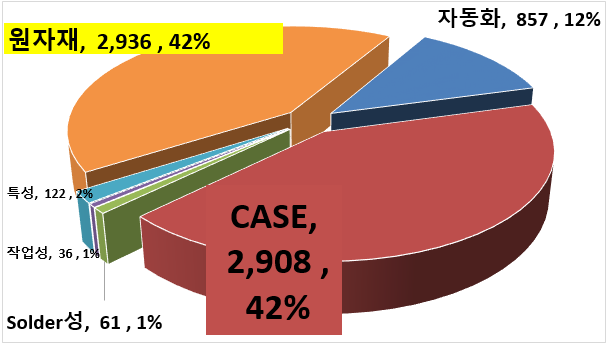 원자재, 2,936 , 42%
자동화, 857 , 12%
특성, 122 , 2%
작업성, 36 , 1%
Solder성, 61 , 1%
CASE,
2,908 ,
42%